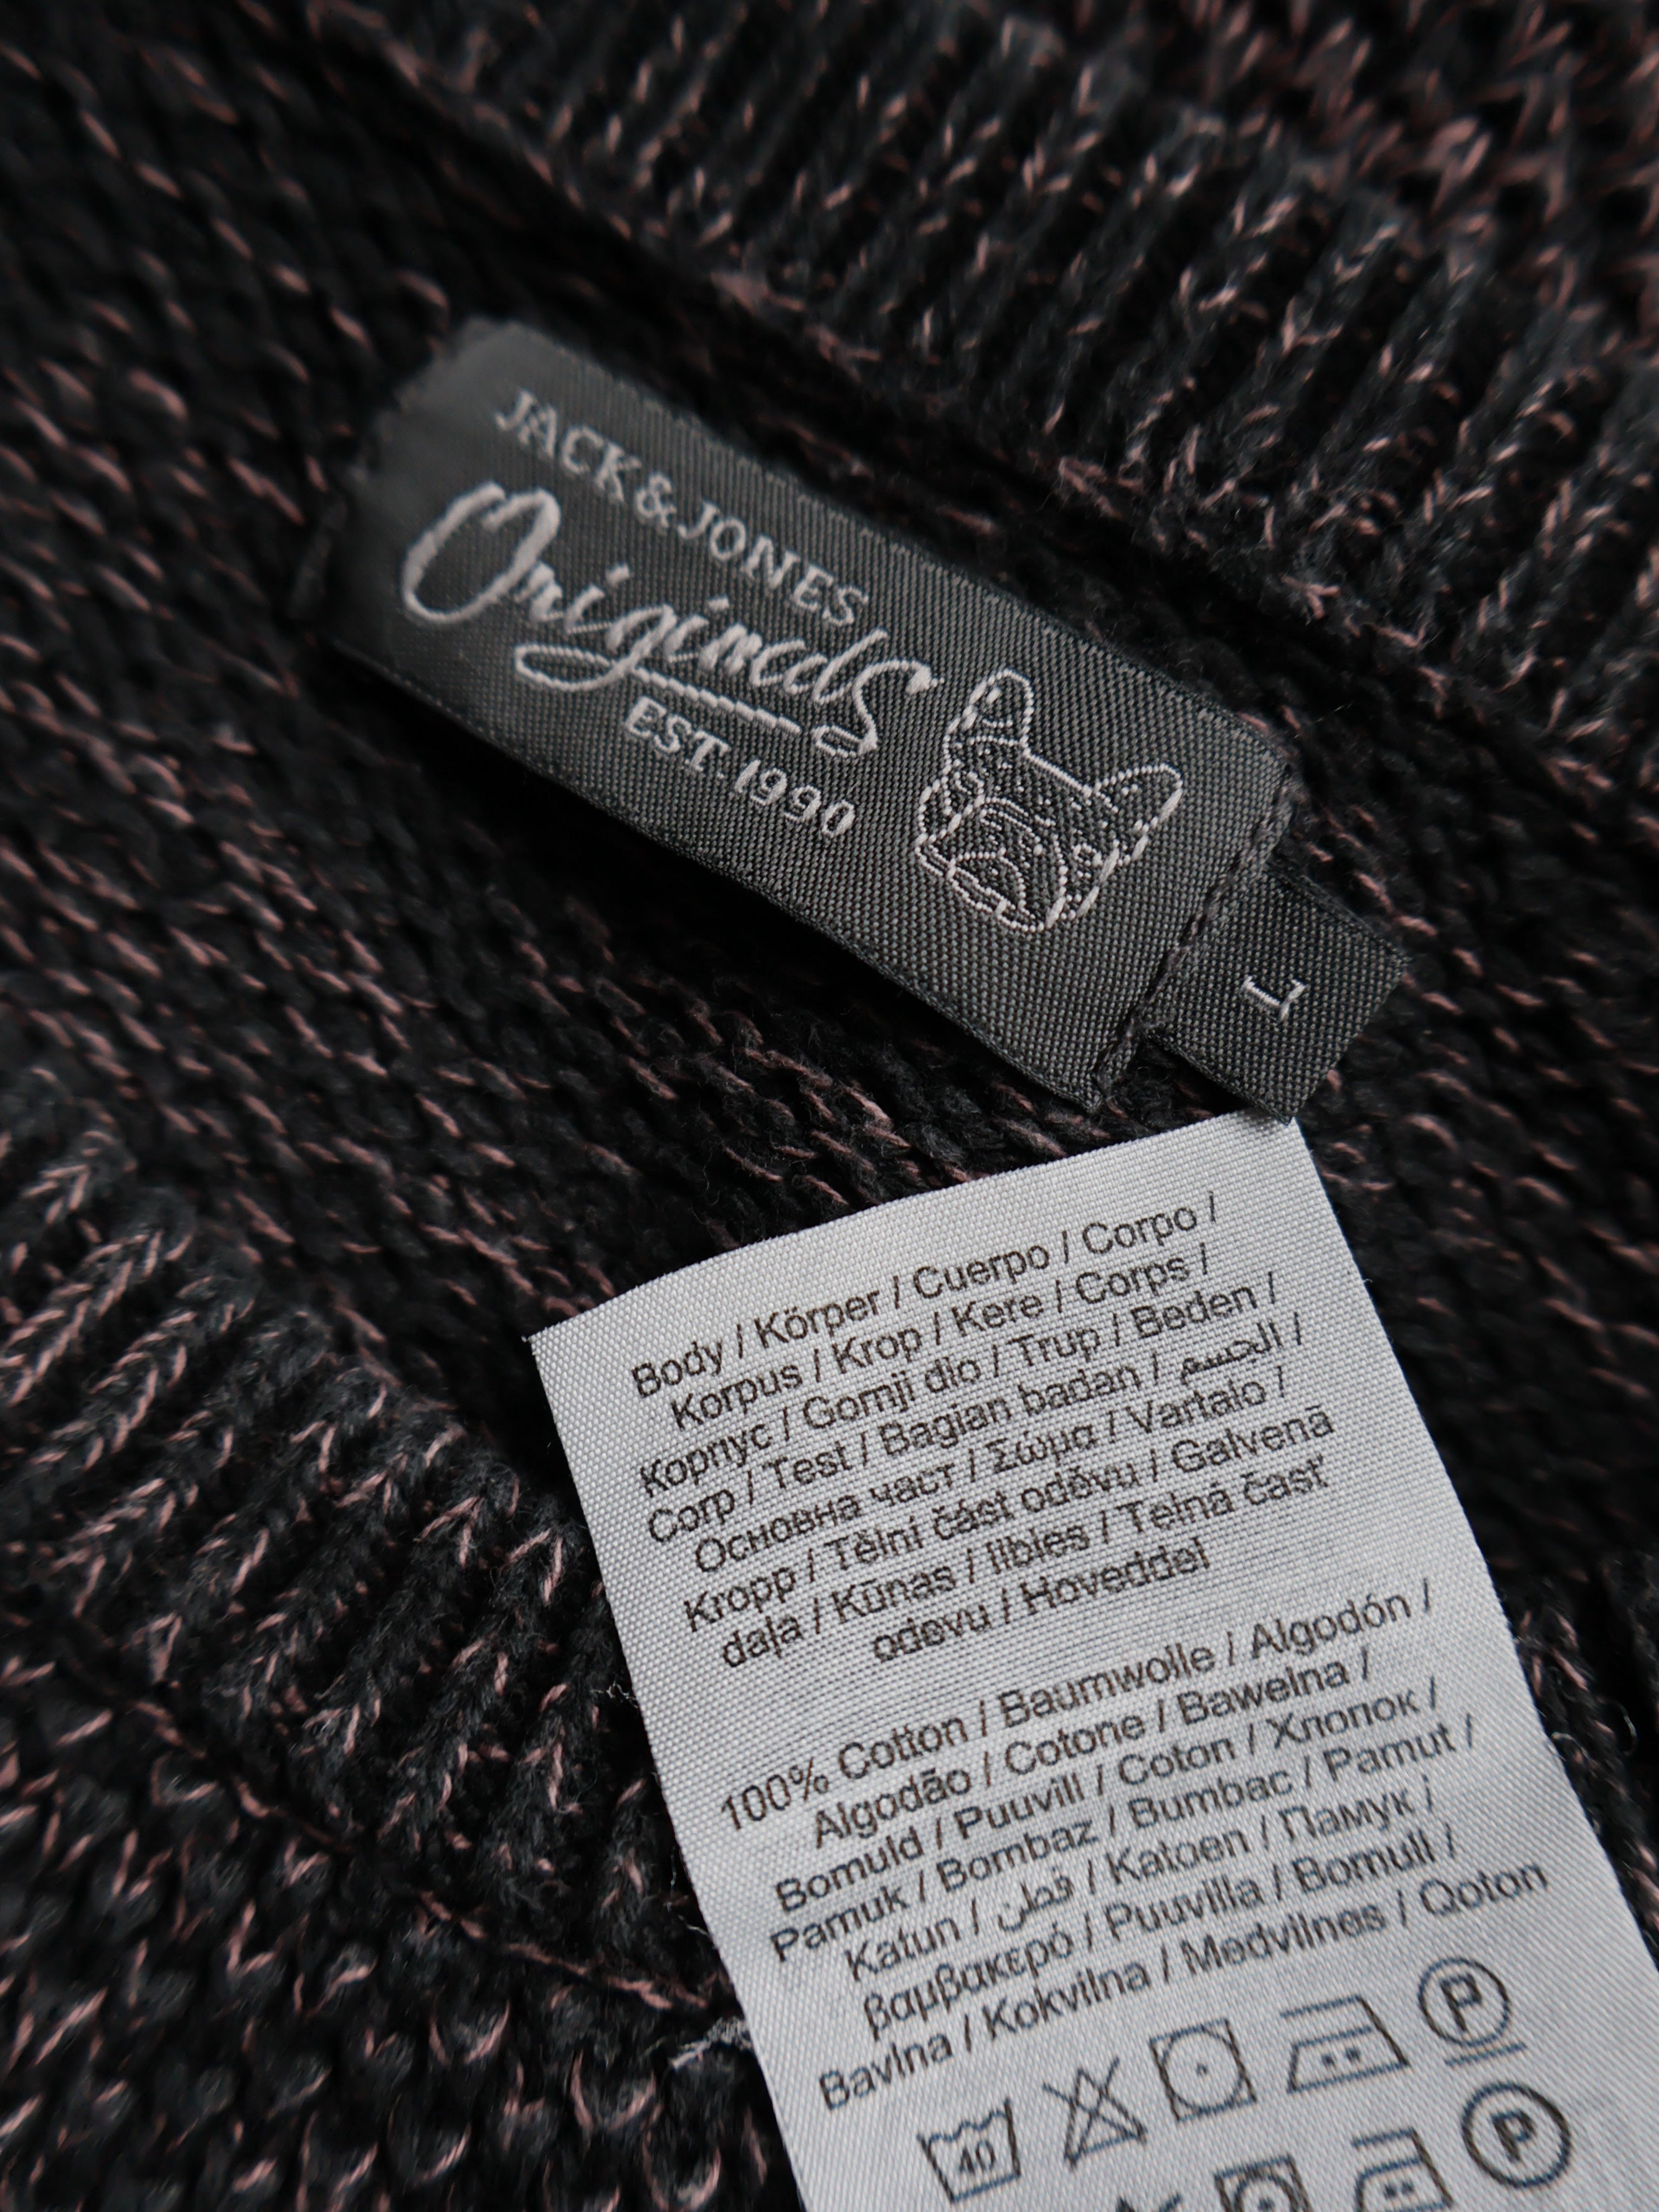 JACK&JONES
Originals
EST. 1990
L
Body / Körper / Cuerpo / Corpo /
Korpus / Krop / Kere / Corps /
Корпус / Gornji dio / Trup / Beden /
Corp / Test / Bagian badan / الجسم /
Основна част / Σώμα / Vartalo /
Kropp / Tělní část oděvu / Galvenā
daļa / Kūnas / liblés / Telná časť
odevu / Hoveddel
100% Cotton / Baumwolle / Algodón /
Algodão / Cotone / Bawelna /
Bomuld / Puuvill / Coton / Хлопок /
Pamuk / Bombaz / Bumbac / Pamut /
Katun / قطن / Katoen / Памук /
βαμβακερό / Puuvilla / Bomull /
Bavlna / Kokvilna / Medvilnės / Qoton
40
P
P